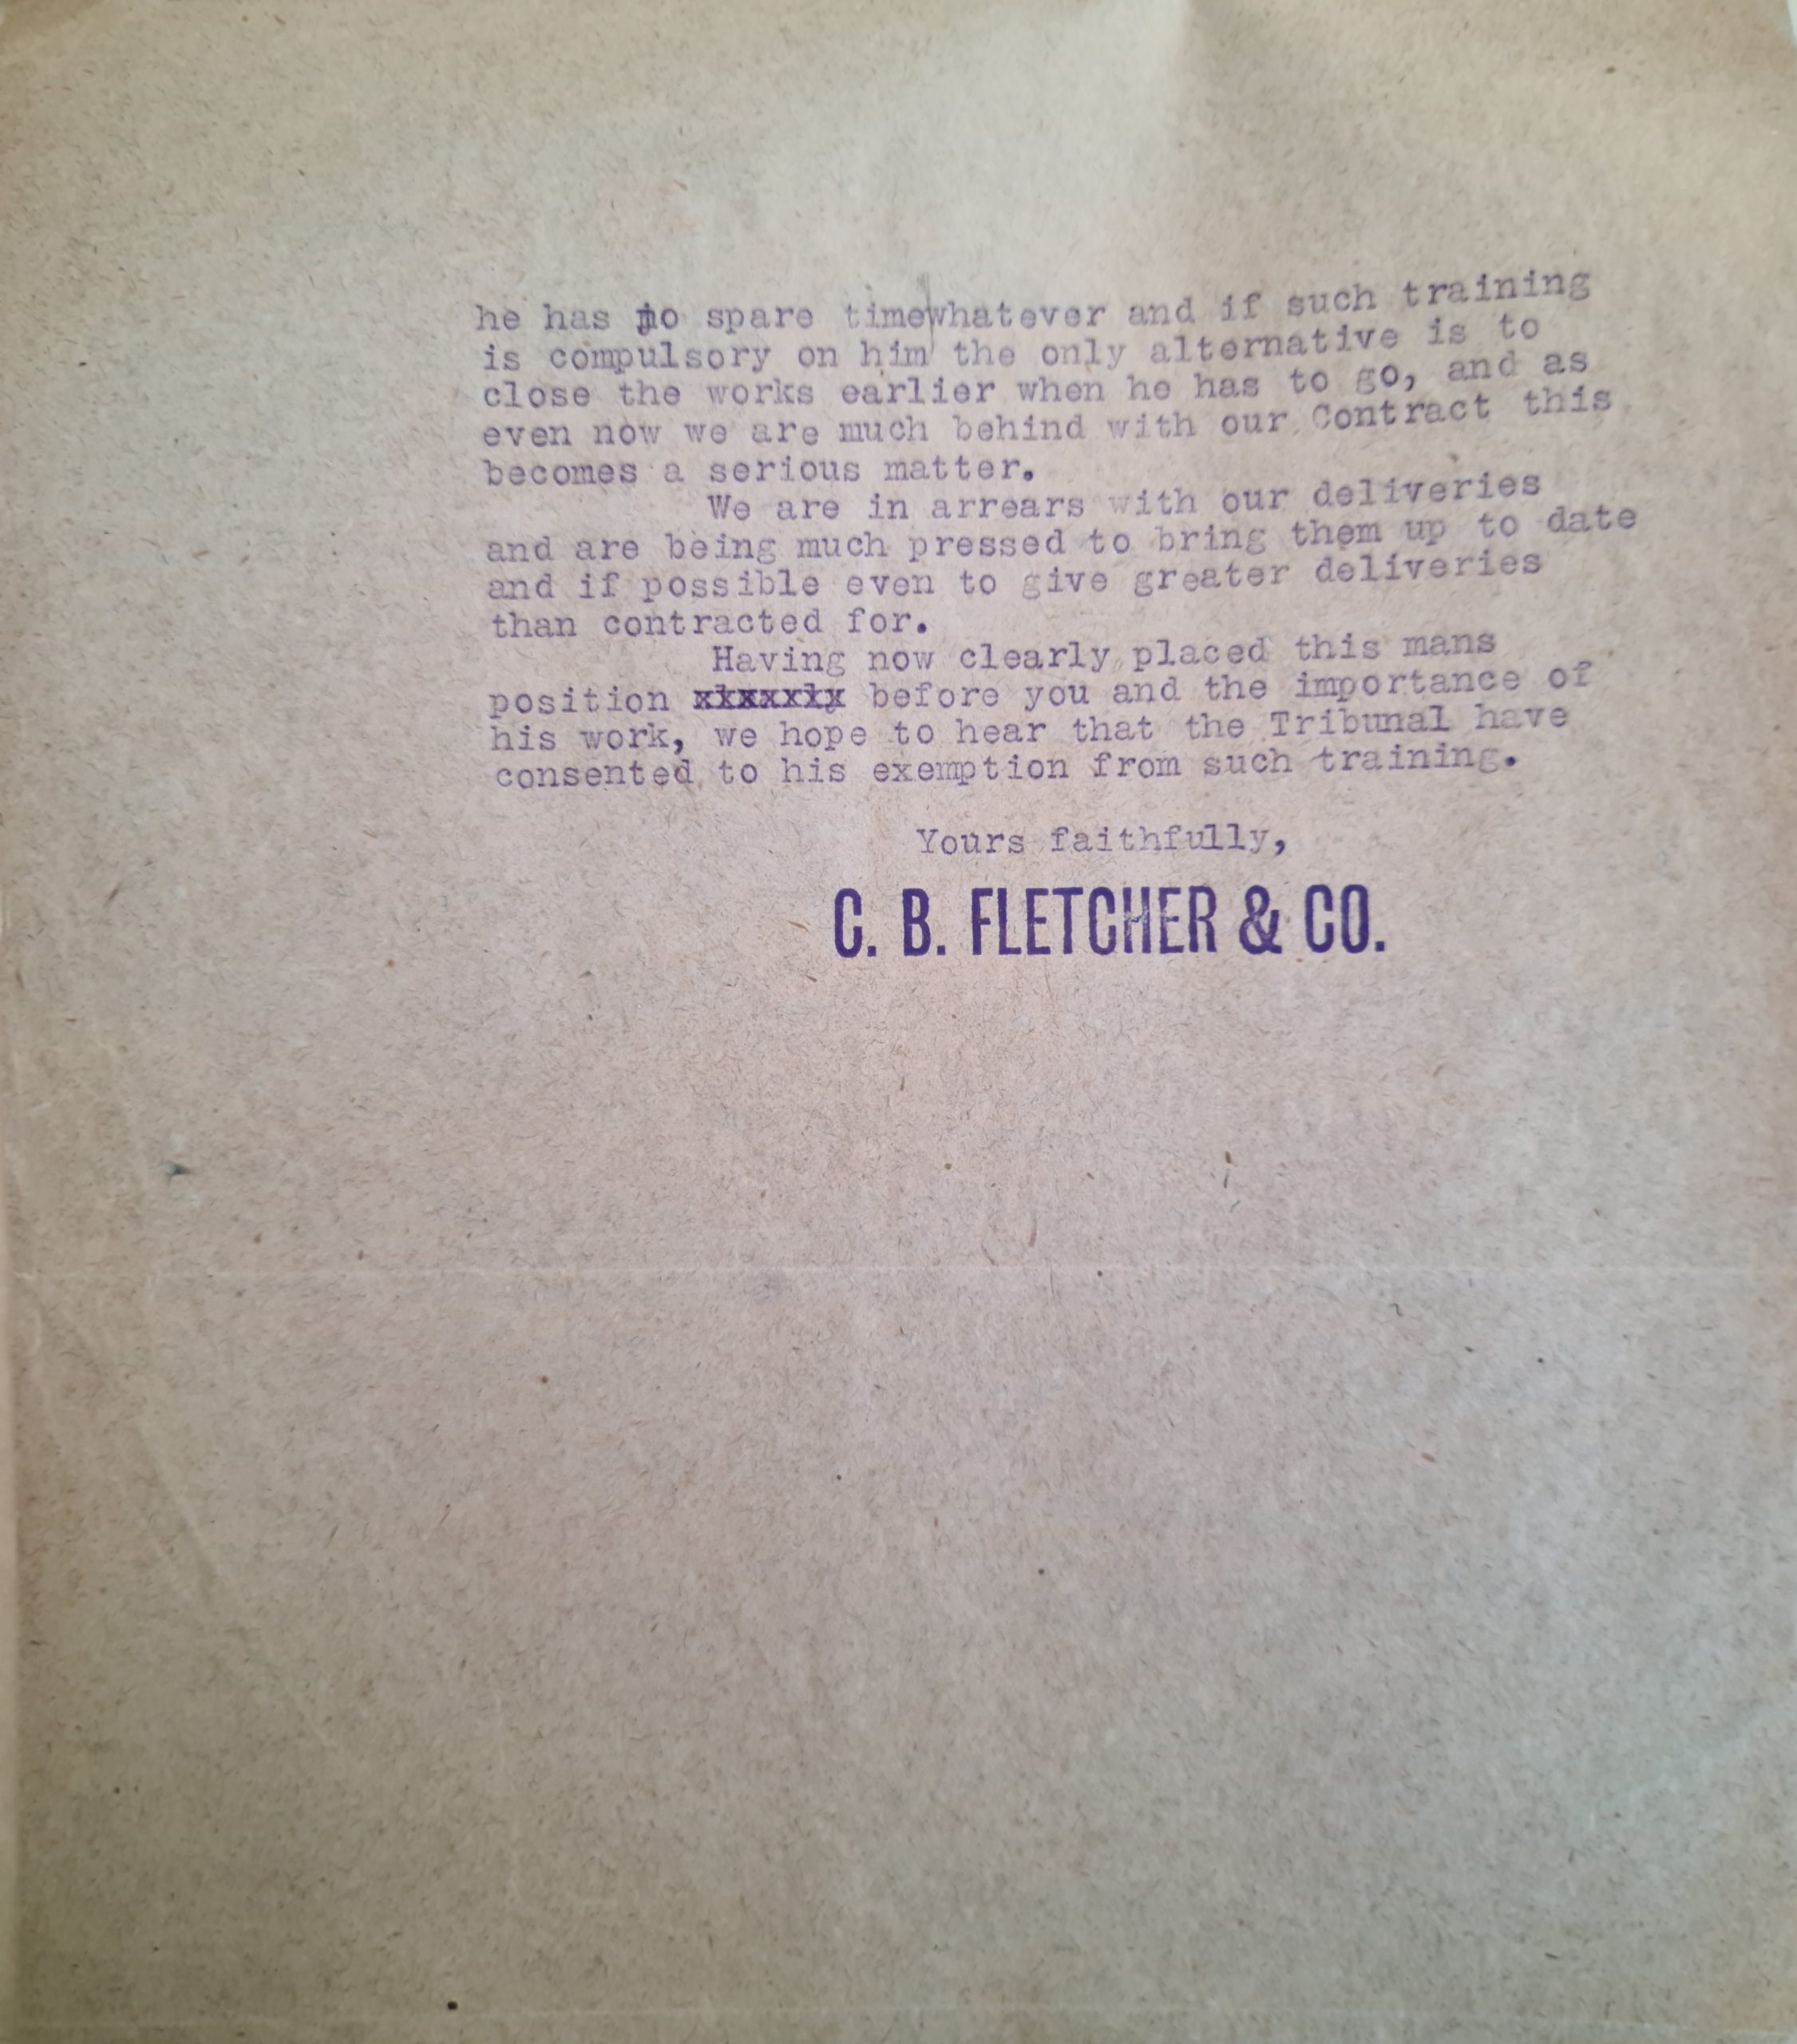 he has no spare time whatever and if such training
is compulsory on him the only alternative is to
close the works earlier when he has to go, and as
even now we are much behind with our Contract this
becomes a serious matter.
We are in arrears with our deliveries
and are being much pressed to bring them up to date
and if possible even to give greater deliveries
than contracted for.
Having now clearly placed this mans
position before you and the importance of
his work, we hope to hear that the Tribunal have
consented to his exemption from such training.
Yours faithfully,
C. B. FLETCHER & CO.